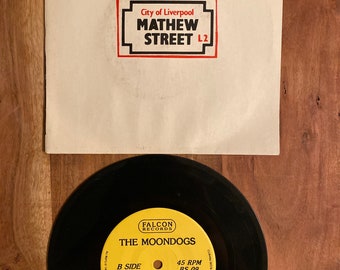 City of Liverpool
MATHEW
STREET L2
FALCON
RECORDS
THE MOONDOGS
B SIDE 45 RPM